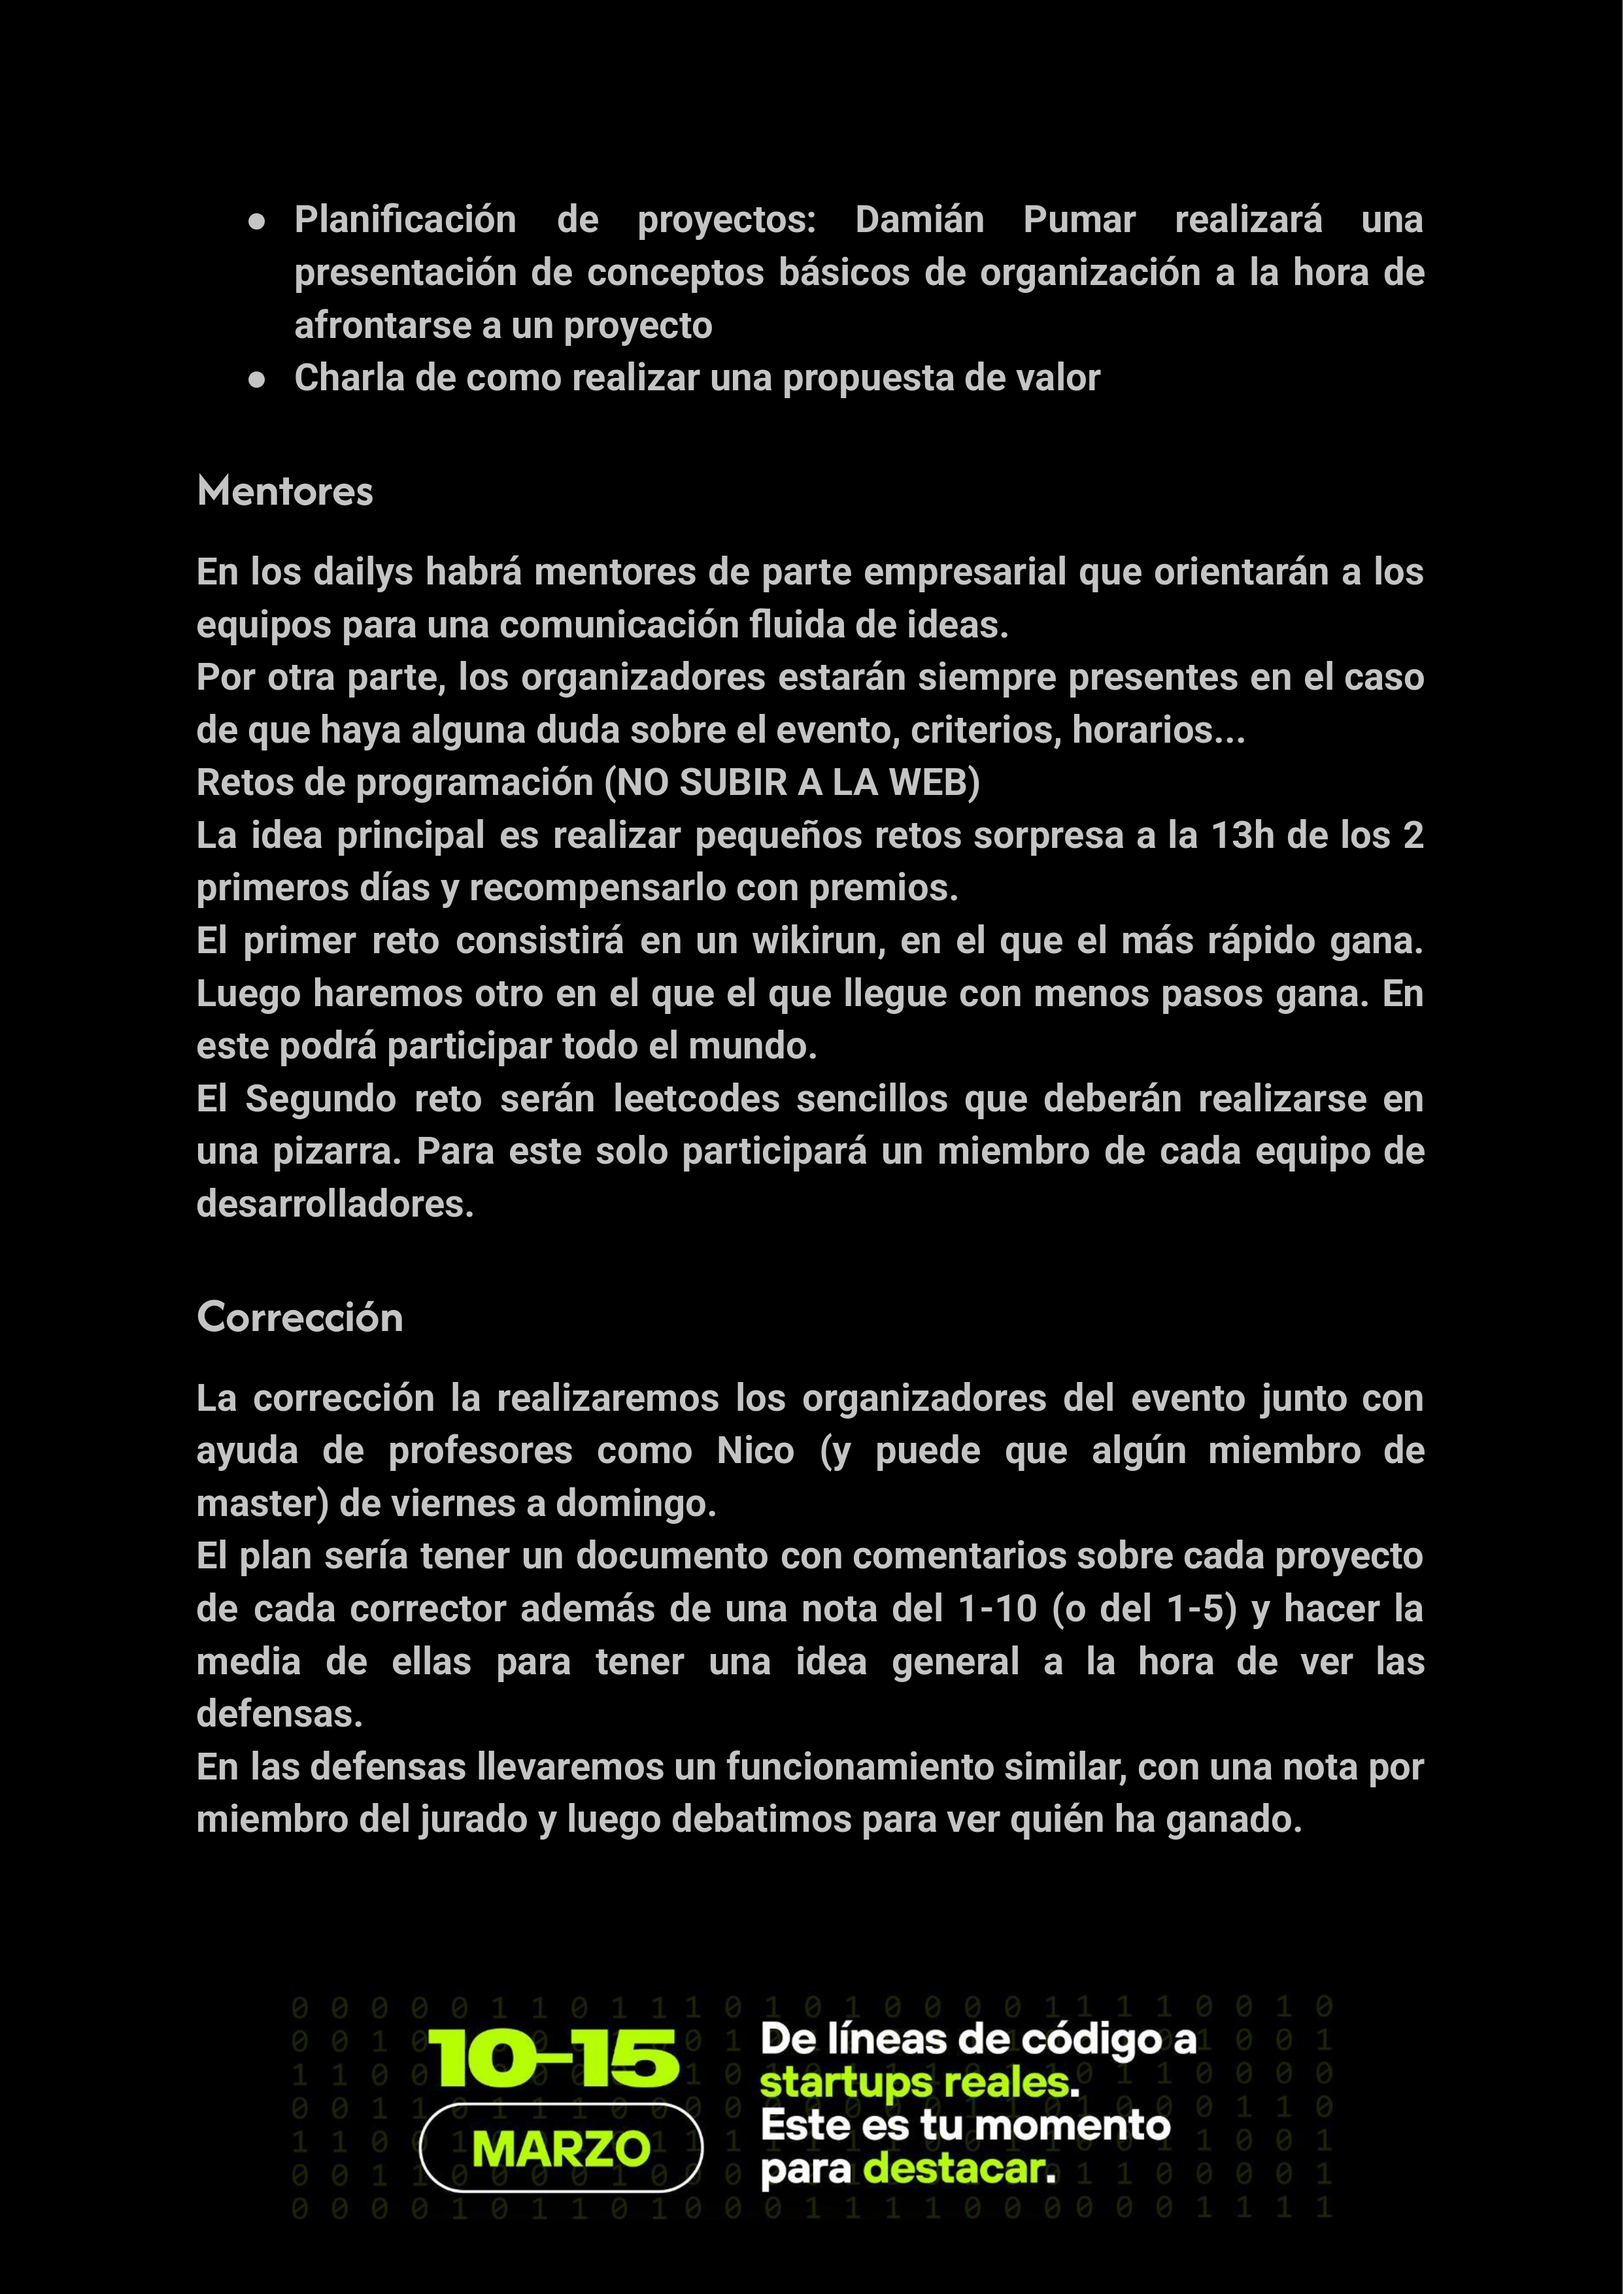 ● Planificación de proyectos: Damián Pumar realizará una
presentación de conceptos básicos de organización a la hora de
afrontarse a un proyecto
● Charla de como realizar una propuesta de valor
Mentores
En los dailys habrá mentores de parte empresarial que orientarán a los
equipos para una comunicación fluida de ideas.
Por otra parte, los organizadores estarán siempre presentes en el caso
de que haya alguna duda sobre el evento, criterios, horarios...
Retos de programación (NO SUBIR A LA WEB)
La idea principal es realizar pequeños retos sorpresa a la 13h de los 2
primeros días y recompensarlo con premios.
El primer reto consistirá en un wikirun, en el que el más rápido gana.
Luego haremos otro en el que el que llegue con menos pasos gana. En
este podrá participar todo el mundo.
El Segundo reto serán leetcodes sencillos que deberán realizarse en
una pizarra. Para este solo participará un miembro de cada equipo de
desarrolladores.
Corrección
La corrección la realizaremos los organizadores del evento junto con
ayuda de profesores como Nico (y puede que algún miembro de
master) de viernes a domingo.
El plan sería tener un documento con comentarios sobre cada proyecto
de cada corrector además de una nota del 1-10 (o del 1-5) y hacer la
media de ellas para tener una idea general a la hora de ver las
defensas.
En las defensas llevaremos un funcionamiento similar, con una nota por
miembro del jurado y luego debatimos para ver quién ha ganado.
10-15
MARZO
De líneas de código a
startups reales.
Este es tu momento
para destacar.